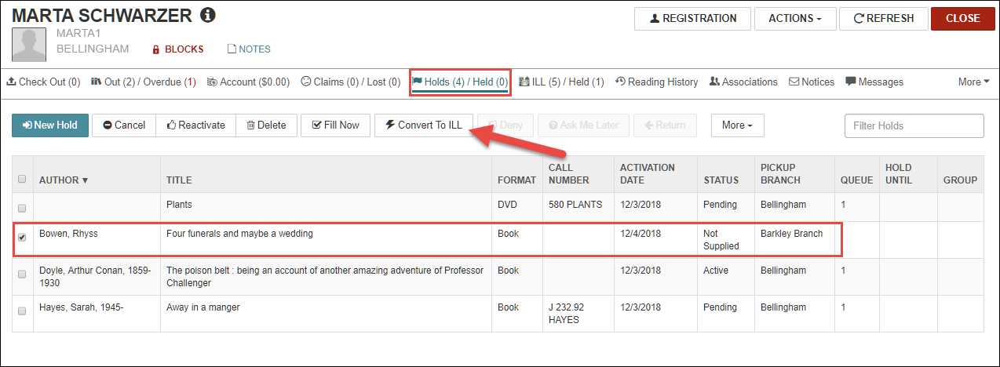 MARTA SCHWARZER
MARTA1
BELLINGHAM BLOCKS NOTES
REGISTRATION ACTIONS REFRESH CLOSE
Check Out (0) Out (2) / Overdue (1) Account ($0.00) Claims (0) / Lost (0) Holds (4) / Held (0) ILL (5) / Held (1) Reading History Associations Notices Messages More
New Hold Cancel Reactivate Delete Fill Now Convert To ILL Deny Ask Me Later Return More Filter Holds
AUTHOR TITLE FORMAT CALL NUMBER ACTIVATION DATE STATUS PICKUP BRANCH QUEUE HOLD UNTIL GROUP
Plants DVD 580 PLANTS 12/3/2018 Pending Bellingham 1
Bowen, Rhyss Four funerals and maybe a wedding Book 12/4/2018 Not Supplied Barkley Branch
Doyle, Arthur Conan, 1859-1930 The poison belt : being an account of another amazing adventure of Professor Challenger Book 12/3/2018 Active Bellingham 1
Hayes, Sarah, 1945- Away in a manger Book J 232.92 HAYES 12/3/2018 Pending Bellingham 1